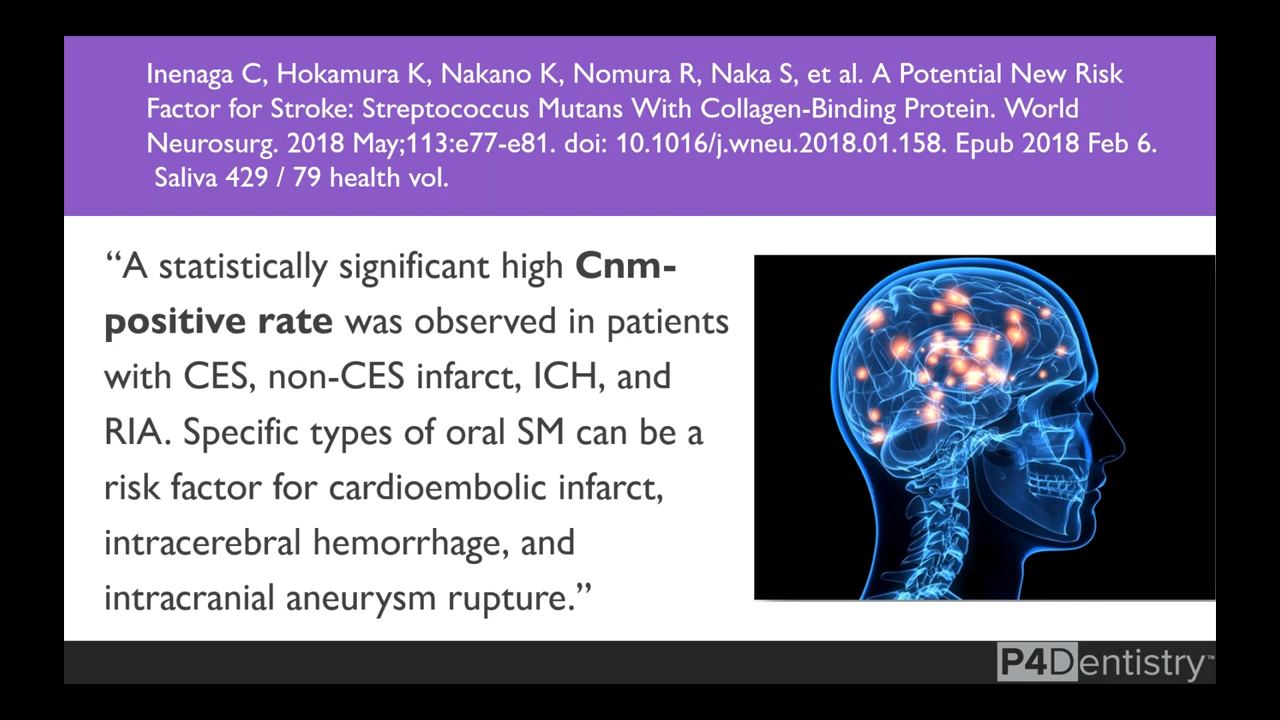 Inenaga C, Hokamura K, Nakano K, Nomura R, Naka S, et al. A Potential New Risk
Factor for Stroke: Streptococcus Mutans With Collagen-Binding Protein. World
Neurosurg. 2018 May;113:e77-e81. doi: 10.1016/j.wneu.2018.01.158. Epub 2018 Feb 6.
Saliva 429 / 79 health vol.
“A statistically significant high Cnm-
positive rate was observed in patients
with CES, non-CES infarct, ICH, and
RIA. Specific types of oral SM can be a
risk factor for cardioembolic infarct,
intracerebral hemorrhage, and
intracranial aneurysm rupture.”
P4Dentistry™